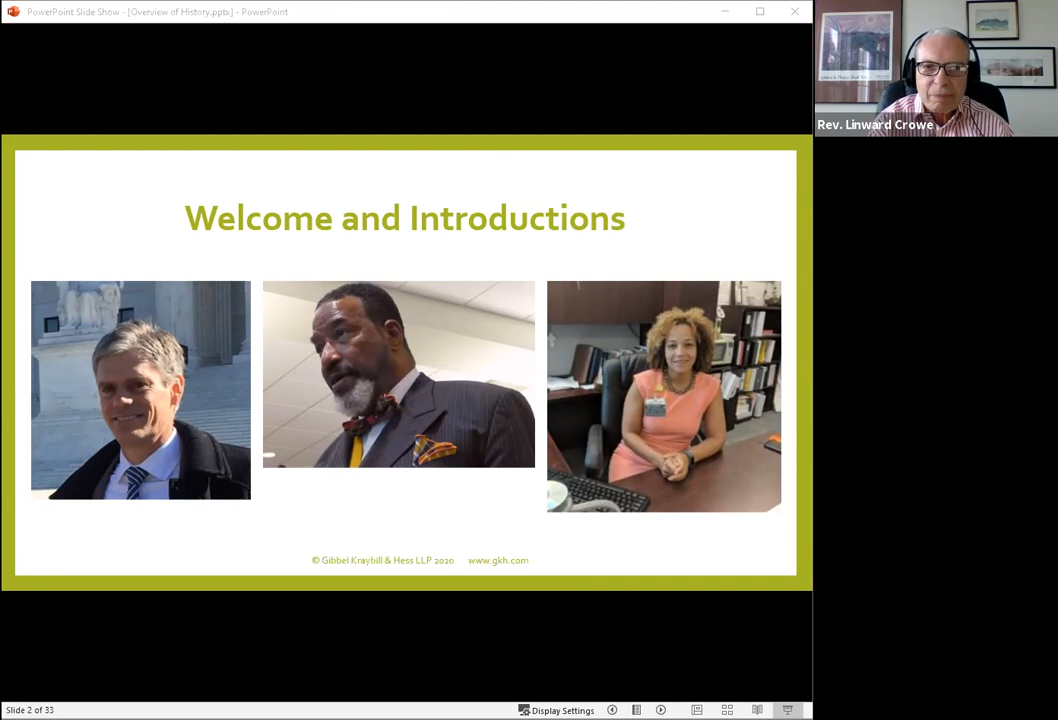 PowerPoint Slide Show - [Overview of History.pptx] - PowerPoint
Rev. Linward Crowe
Welcome and Introductions
© Gibbel Kraybill & Hess LLP 2020 www.gkh.com
Slide 2 of 33
Display Settings